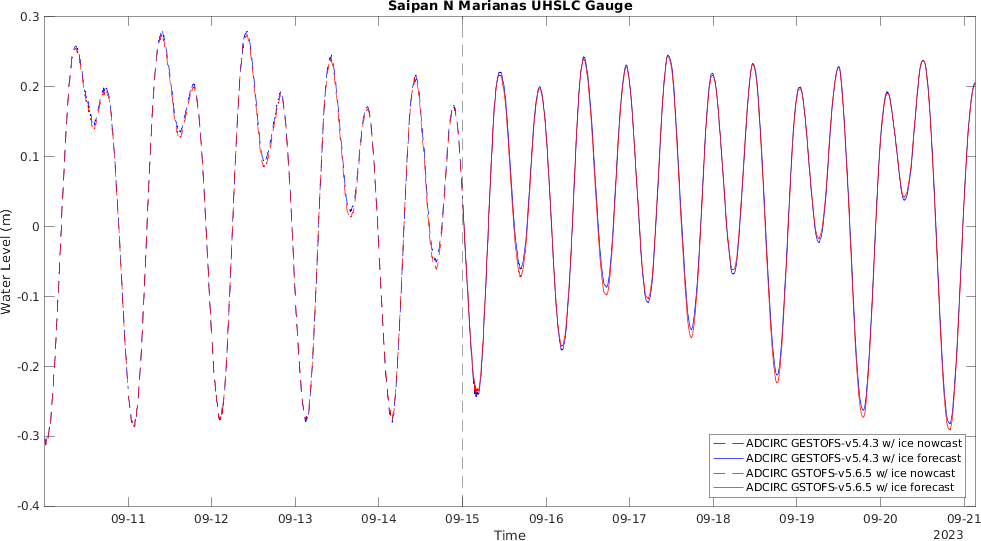 Saipan N Marianas UHSLC Gauge
0.3
0.2
0.1
0
-0.1
-0.2
-0.3
-0.4
Water Level (m)
ADCIRC GESTOFS-v5.4.3 w/ ice nowcast
ADCIRC GESTOFS-v5.4.3 w/ ice forecast
ADCIRC GSTOFS-v5.6.5 w/ ice nowcast
ADCIRC GSTOFS-v5.6.5 w/ ice forecast
09-11 09-12 09-13 09-14 09-15 09-16 09-17 09-18 09-19 09-20 09-21
Time
2023